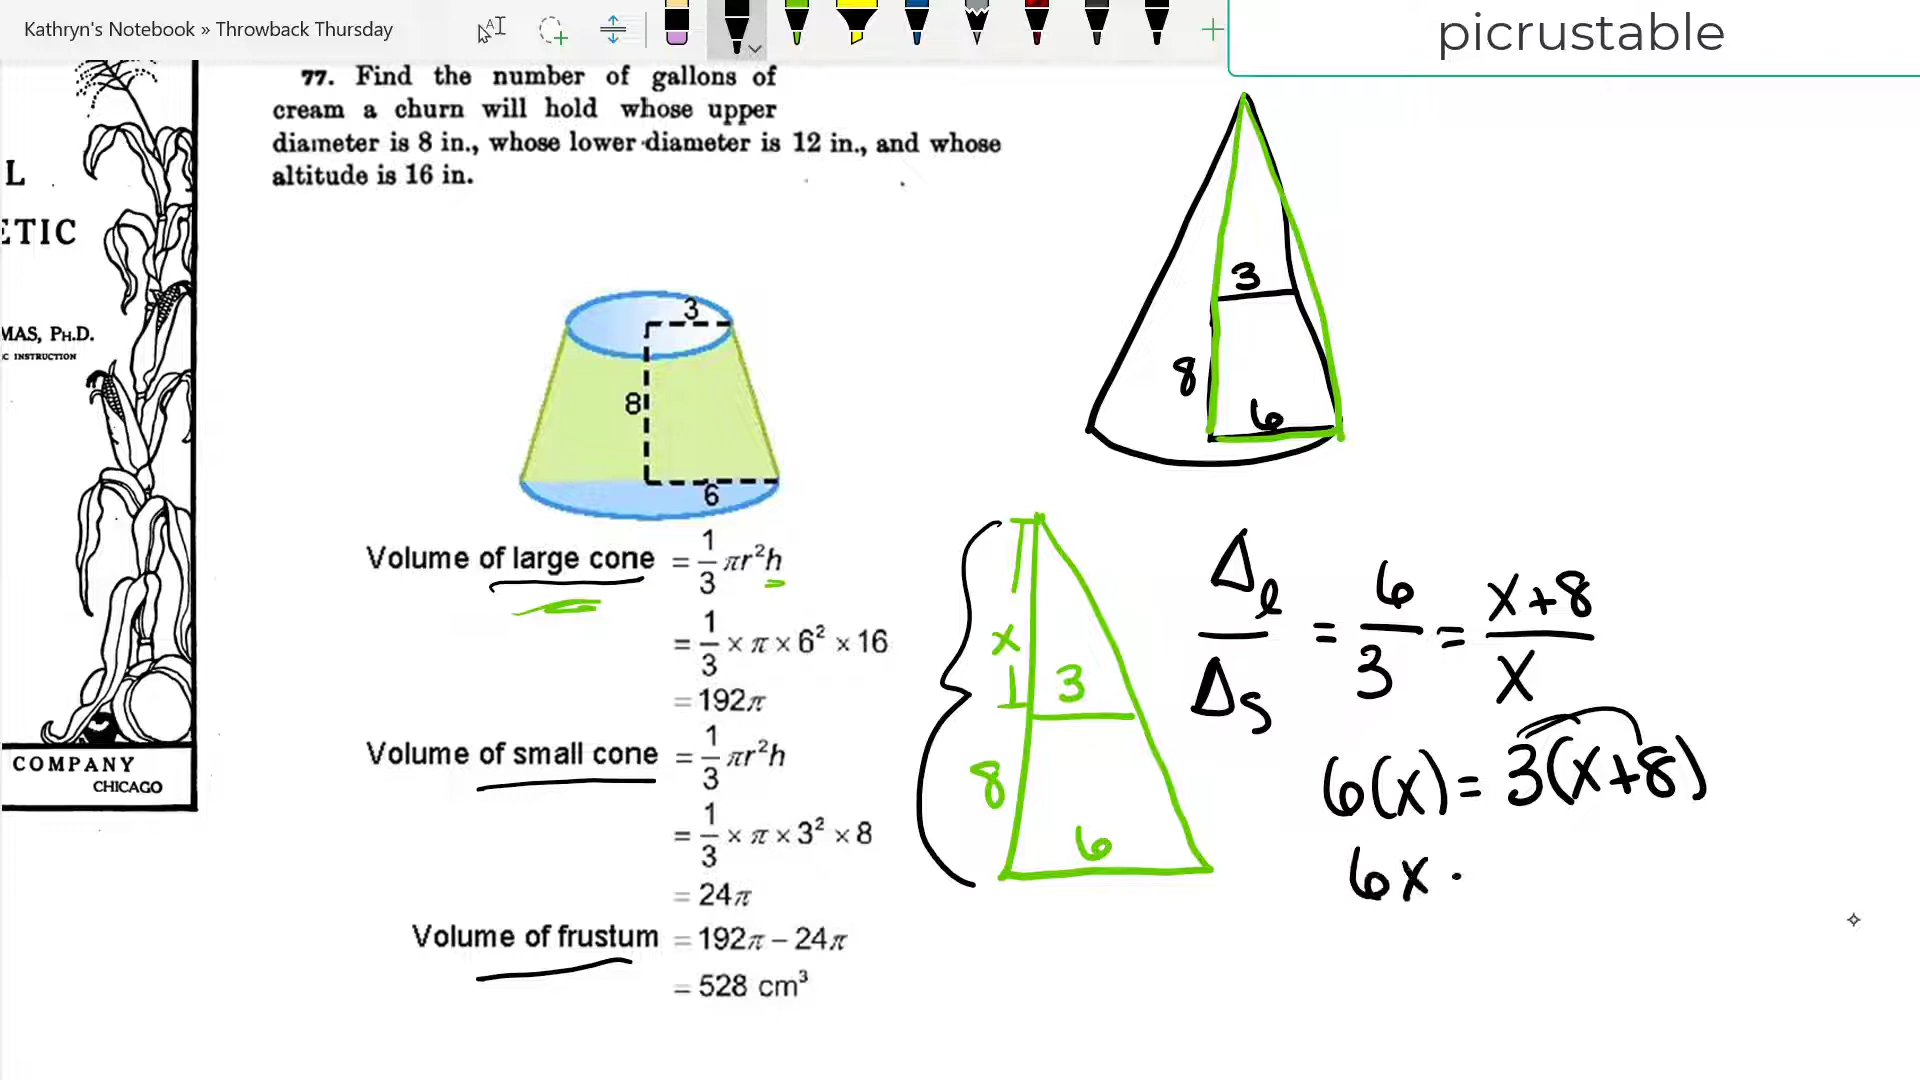 Kathryn's Notebook » Throwback Thursday
picrustable
77. Find the number of gallons of
cream a churn will hold whose upper
diameter is 8 in., whose lower diameter is 12 in., and whose
altitude is 16 in.
L
ETIC
MAS, PH.D.
C INSTRUCTION
COMPANY
CHICAGO
3
8
6
Volume of large cone = 1/3 πr²h
= 1/3 × π × 6² × 16
= 192π
Volume of small cone = 1/3 πr²h
= 1/3 × π × 3² × 8
= 24π
Volume of frustum = 192π − 24π
= 528 cm³
3
8
6
x
3
8
6
Δl/Δs = 6/3 = x+8/x
6(x) = 3(x+8)
6x